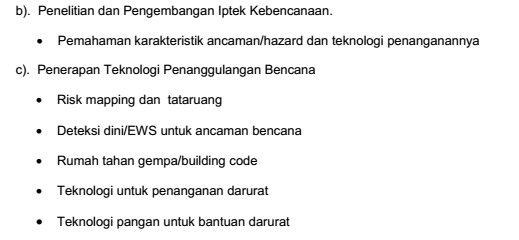 b). Penelitian dan Pengembangan Iptek Kebencanaan.
• Pemahaman karakteristik ancaman/hazard dan teknologi penanganannya
c). Penerapan Teknologi Penanggulangan Bencana
• Risk mapping dan tataruang
• Deteksi dini/EWS untuk ancaman bencana
• Rumah tahan gempa/building code
• Teknologi untuk penanganan darurat
• Teknologi pangan untuk bantuan darurat